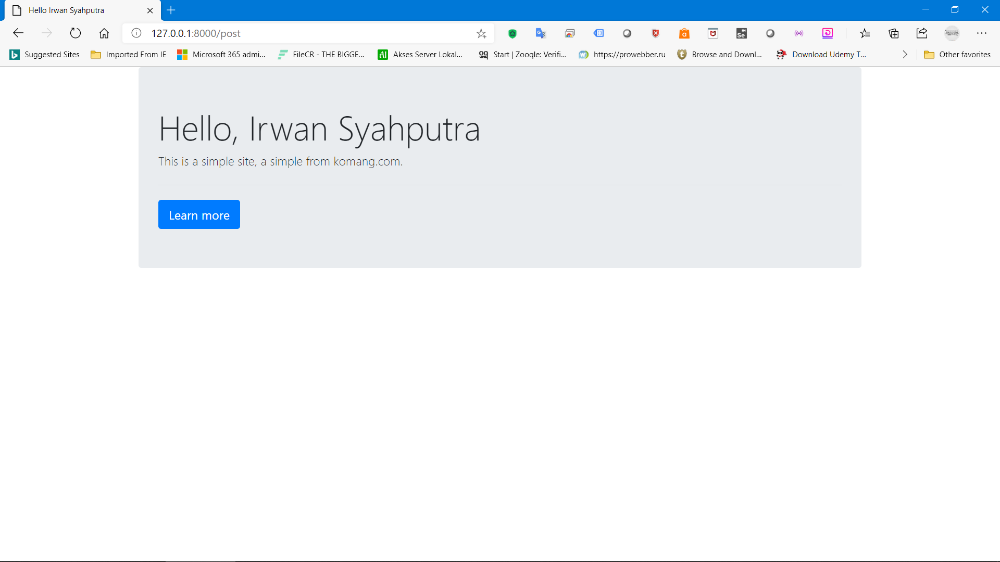 Hello Irwan Syahputra
127.0.0.1:8000/post
Suggested Sites
Imported From IE
Microsoft 365 admi...
FileCR - THE BIGGE...
AI
Akses Server Lokal...
Start | Zooqle: Verifi...
https://prowebber.ru
Browse and Downl...
Download Udemy T...
Other favorites
Hello, Irwan Syahputra
This is a simple site, a simple from komang.com.
Learn more